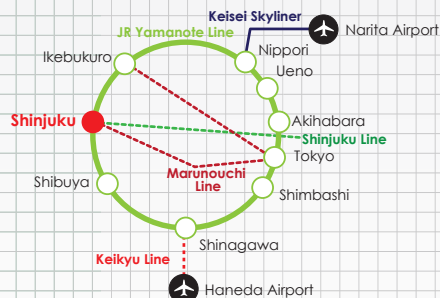 Keisei Skyliner
Narita Airport
JR Yamanote Line
Nippori
Ikebukuro
Ueno
Shinjuku
Akihabara
Shinjuku Line
Tokyo
Marunouchi
Line
Shibuya
Shimbashi
Shinagawa
Keikyu Line
Haneda Airport